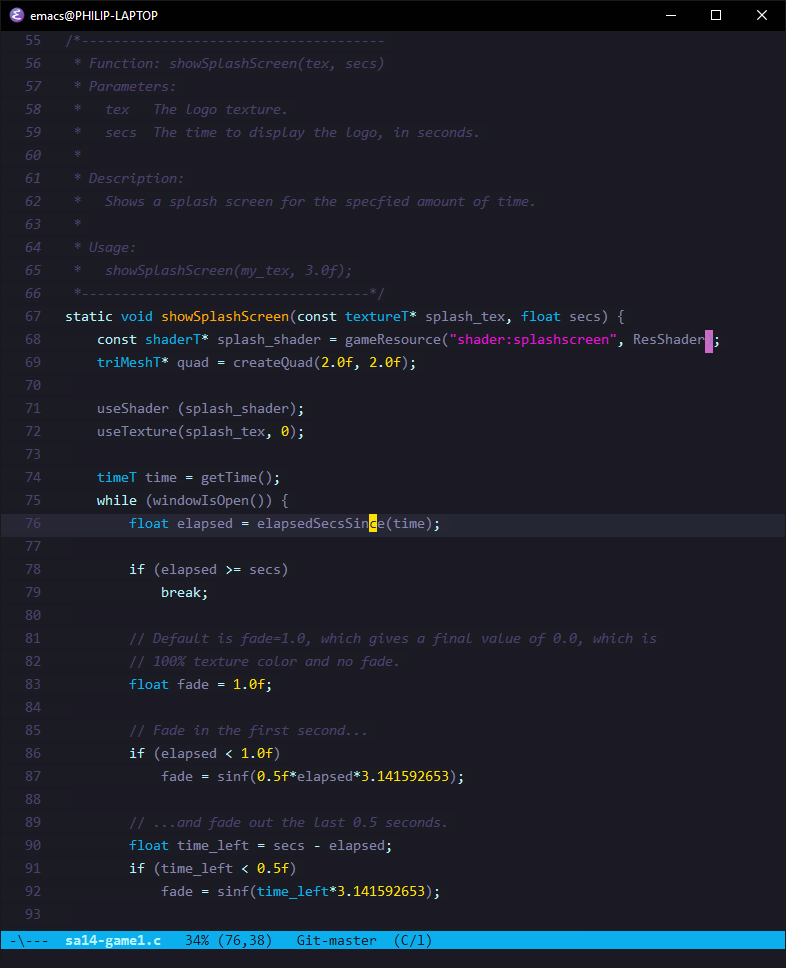 emacs@PHILIP-LAPTOP
55 /*--------------------------------------
56  * Function: showSplashScreen(tex, secs)
57  * Parameters:
58  *   tex   The logo texture.
59  *   secs  The time to display the logo, in seconds.
60  *
61  * Description:
62  *   Shows a splash screen for the specfied amount of time.
63  *
64  * Usage:
65  *   showSplashScreen(my_tex, 3.0f);
66  *------------------------------------*/
67 static void showSplashScreen(const textureT* splash_tex, float secs) {
68     const shaderT* splash_shader = gameResource("shader:splashscreen", ResShader);
69     triMeshT* quad = createQuad(2.0f, 2.0f);
70
71     useShader (splash_shader);
72     useTexture(splash_tex, 0);
73
74     timeT time = getTime();
75     while (windowIsOpen()) {
76         float elapsed = elapsedSecsSince(time);
77
78         if (elapsed >= secs)
79             break;
80
81         // Default is fade=1.0, which gives a final value of 0.0, which is
82         // 100% texture color and no fade.
83         float fade = 1.0f;
84
85         // Fade in the first second...
86         if (elapsed < 1.0f)
87             fade = sinf(0.5f*elapsed*3.141592653);
88
89         // ...and fade out the last 0.5 seconds.
90         float time_left = secs - elapsed;
91         if (time_left < 0.5f)
92             fade = sinf(time_left*3.141592653);
93
-\---  sa14-game1.c   34% (76,38)   Git-master  (C/l)